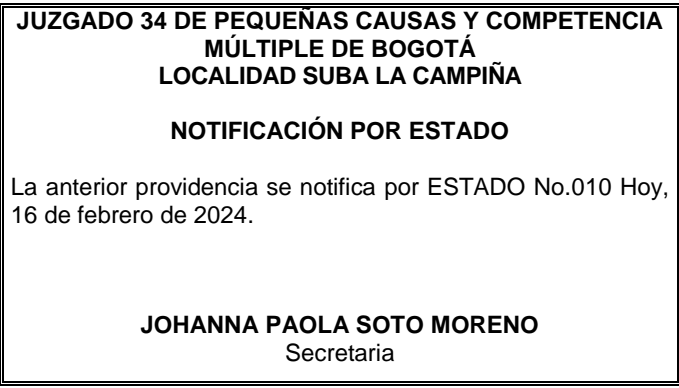 JUZGADO 34 DE PEQUEÑAS CAUSAS Y COMPETENCIA
MÚLTIPLE DE BOGOTÁ
LOCALIDAD SUBA LA CAMPIÑA
NOTIFICACIÓN POR ESTADO
La anterior providencia se notifica por ESTADO No.010 Hoy,
16 de febrero de 2024.
JOHANNA PAOLA SOTO MORENO
Secretaria